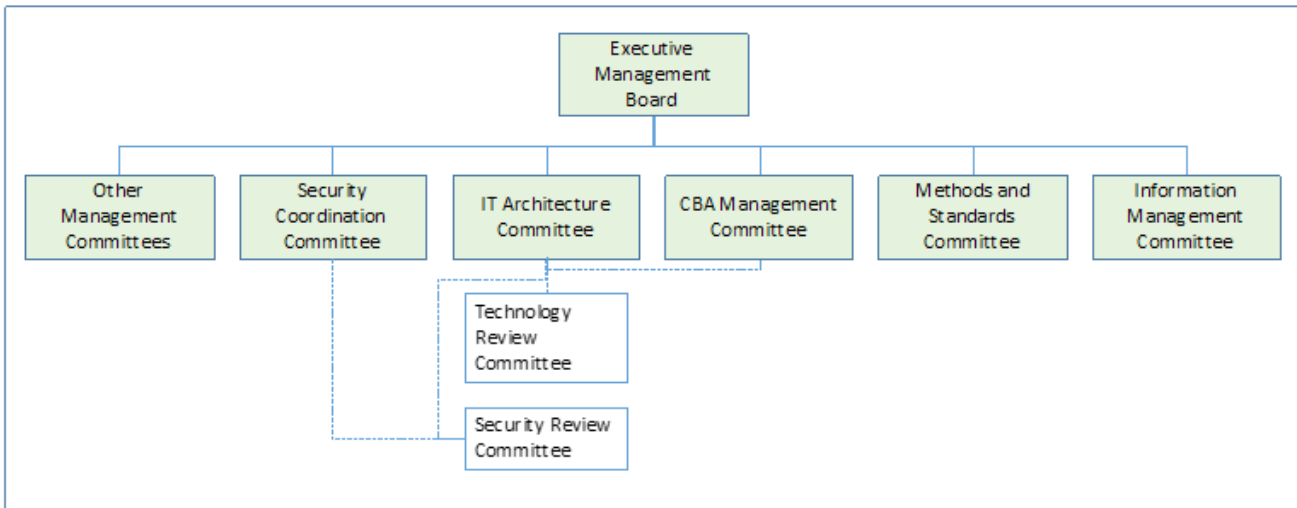 Executive
Management
Board
Other
Management
Committees
Security
Coordination
Committee
IT Architecture
Committee
CBA Management
Committee
Methods and
Standards
Committee
Information
Management
Committee
Technology
Review
Committee
Security Review
Committee